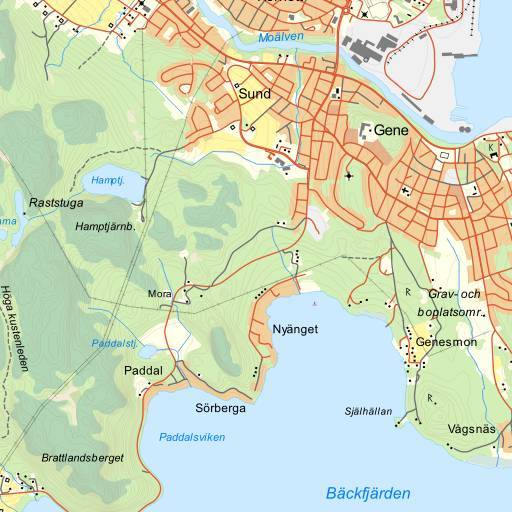 Moälven
Sund
Gene
Hamptj.
Raststuga
Hamptjärnb.
Höga kustenleden
Mora
Grav- och
boplatsomr.
R
R
R
Nyänget
Genesmon
Paddalstj.
Paddal
Sörberga
Själhällan
Vågsnäs
Paddalsviken
Brattlandsberget
Bäckfjärden